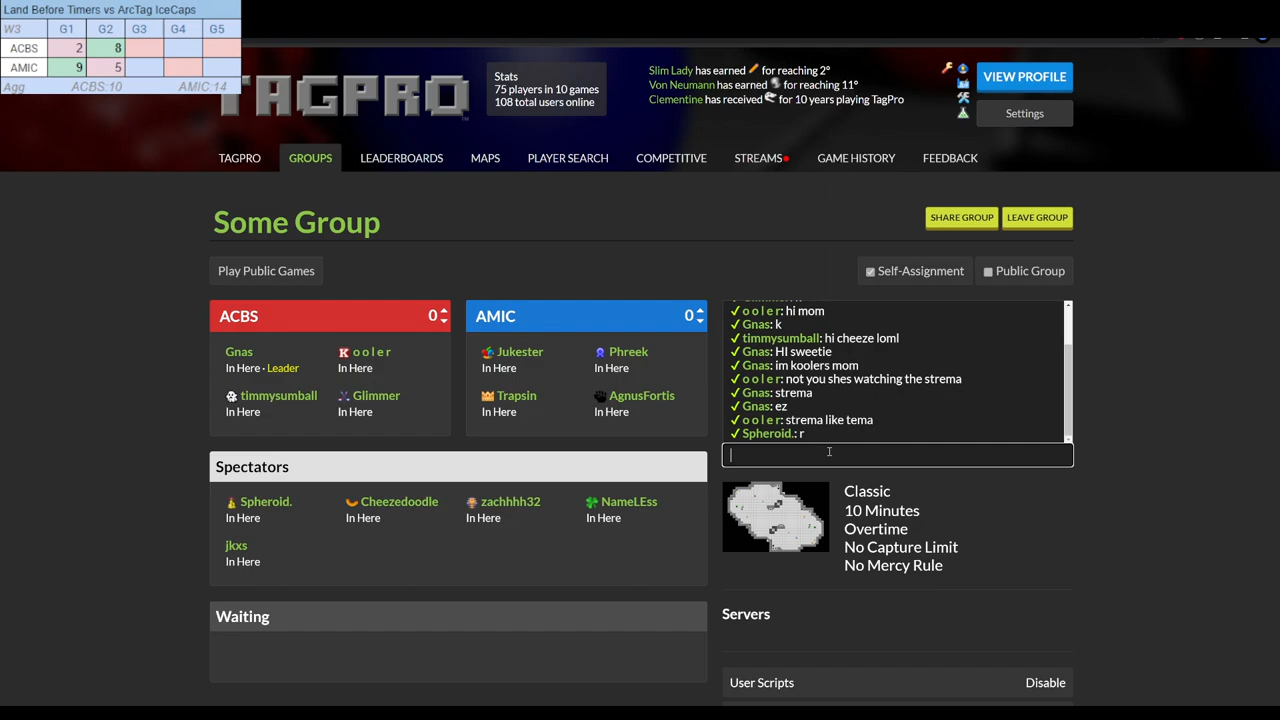 Land Before Timers vs ArcTag IceCaps
W3 G1 G2 G3 G4 G5
ACBS 2 8
AMIC 9 5
Agg ACBS:10 AMIC:14
TAGPRO
Stats
75 players in 10 games
108 total users online
Slim Lady has earned for reaching 2°
Von Neumann has earned for reaching 11°
Clementine has received for 10 years playing TagPro
VIEW PROFILE
Settings
TAGPRO GROUPS LEADERBOARDS MAPS PLAYER SEARCH COMPETITIVE STREAMS GAME HISTORY FEEDBACK
Some Group
SHARE GROUP LEAVE GROUP
Play Public Games
Self-Assignment Public Group
ACBS 0
Gnas o o l e r
In Here · Leader In Here
timmysumball Glimmer
In Here In Here
AMIC 0
Jukester Phreek
In Here In Here
Trapsin AgnusFortis
In Here In Here
✓ o o l e r: hi mom
✓ Gnas: k
✓ timmysumball: hi cheeze loml
✓ Gnas: HI sweetie
✓ Gnas: im koolers mom
✓ o o l e r: not you shes watching the strema
✓ Gnas: strema
✓ Gnas: ez
✓ o o l e r: strema like tema
✓ Spheroid.: r
Spectators
Spheroid. Cheezedoodle zachhhh32 NameLEss
In Here In Here In Here In Here
jkxs
In Here
Classic
10 Minutes
Overtime
No Capture Limit
No Mercy Rule
Waiting
Servers
User Scripts Disable